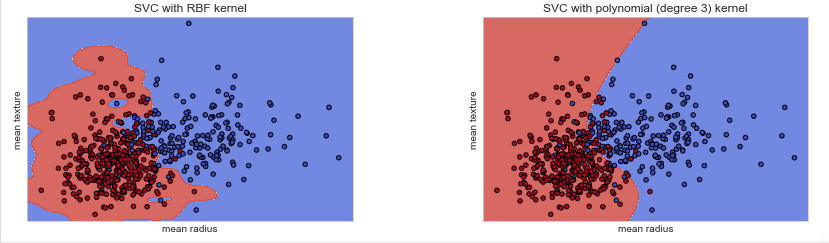 SVC with RBF kernel
mean texture
mean radius
SVC with polynomial (degree 3) kernel
mean texture
mean radius